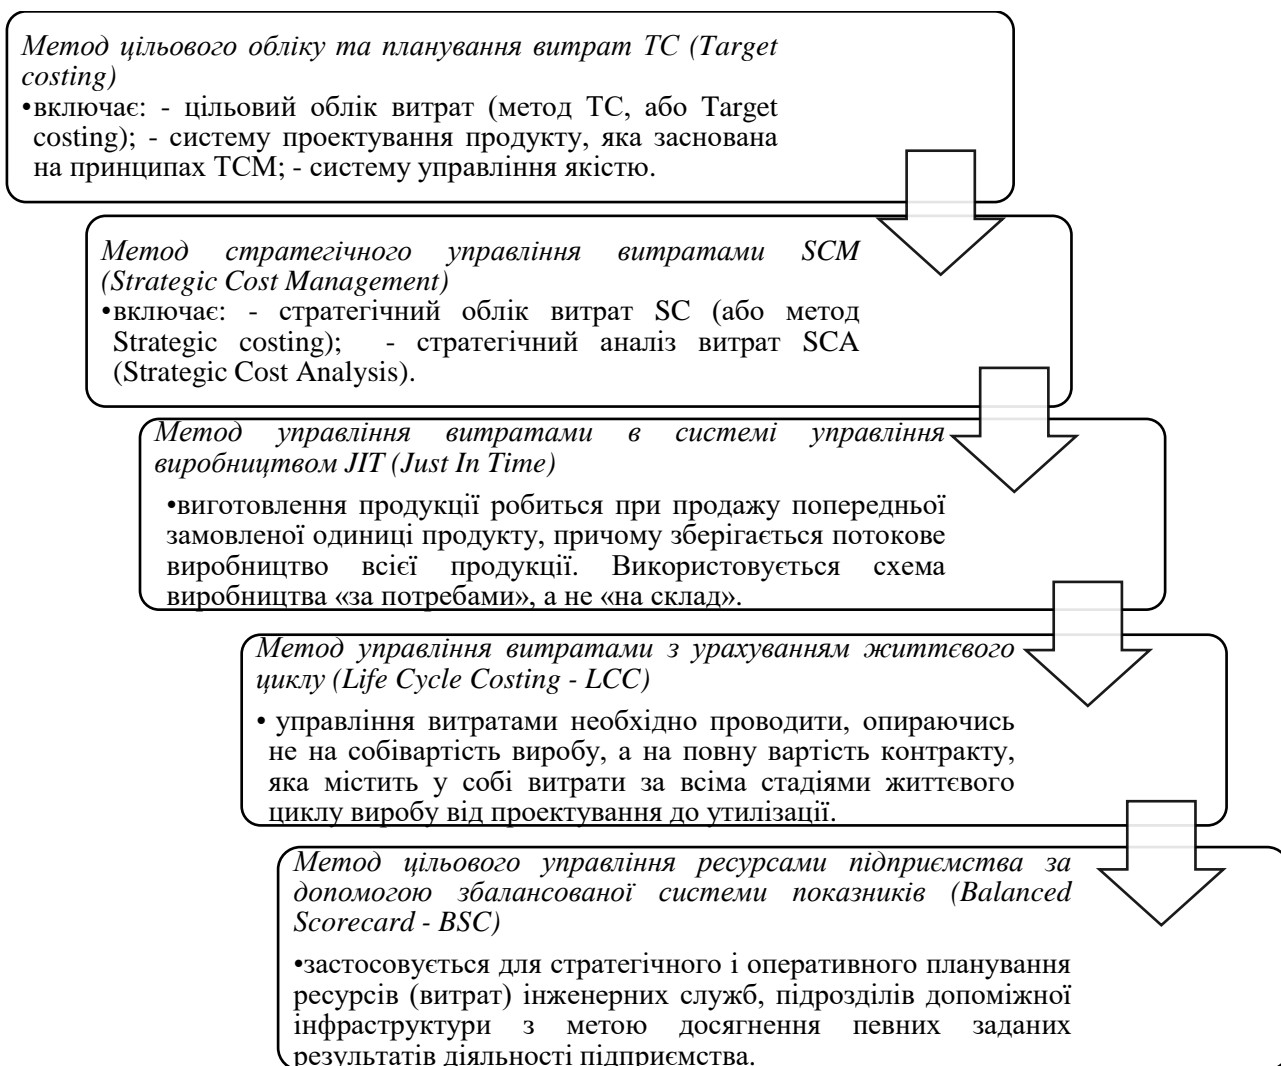 Метод цільового обліку та планування витрат ТС (Target
costing)
•включає: - цільовий облік витрат (метод ТС, або Target
costing); - систему проектування продукту, яка заснована
на принципах ТСМ; - систему управління якістю.
Метод стратегічного управління витратами SCM
(Strategic Cost Management)
•включає: - стратегічний облік витрат SC (або метод
Strategic costing); - стратегічний аналіз витрат SCA
(Strategic Cost Analysis).
Метод управління витратами в системі управління
виробництвом JIT (Just In Time)
•виготовлення продукції робиться при продажу попередньої
замовленої одиниці продукту, причому зберігається потокове
виробництво всієї продукції. Використовується схема
виробництва «за потребами», а не «на склад».
Метод управління витратами з урахуванням життєвого
циклу (Life Cycle Costing - LCC)
• управління витратами необхідно проводити, опираючись
не на собівартість виробу, а на повну вартість контракту,
яка містить у собі витрати за всіма стадіями життєвого
циклу виробу від проектування до утилізації.
Метод цільового управління ресурсами підприємства за
допомогою збалансованої системи показників (Balanced
Scorecard - BSC)
•застосовується для стратегічного і оперативного планування
ресурсів (витрат) інженерних служб, підрозділів допоміжної
інфраструктури з метою досягнення певних заданих
результатів діяльності підприємства.